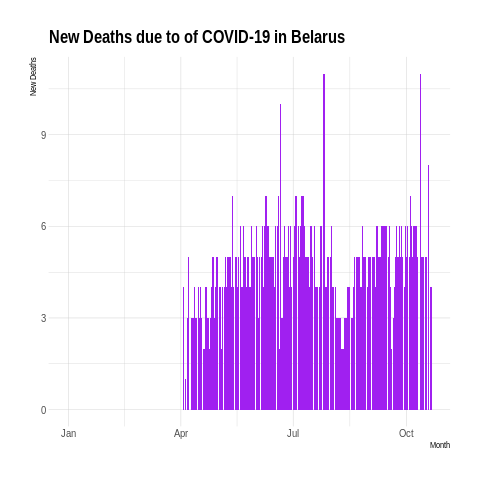 New Deaths due to of COVID-19 in Belarus
New Deaths
9
6
3
0
Jan Apr Jul Oct
Month